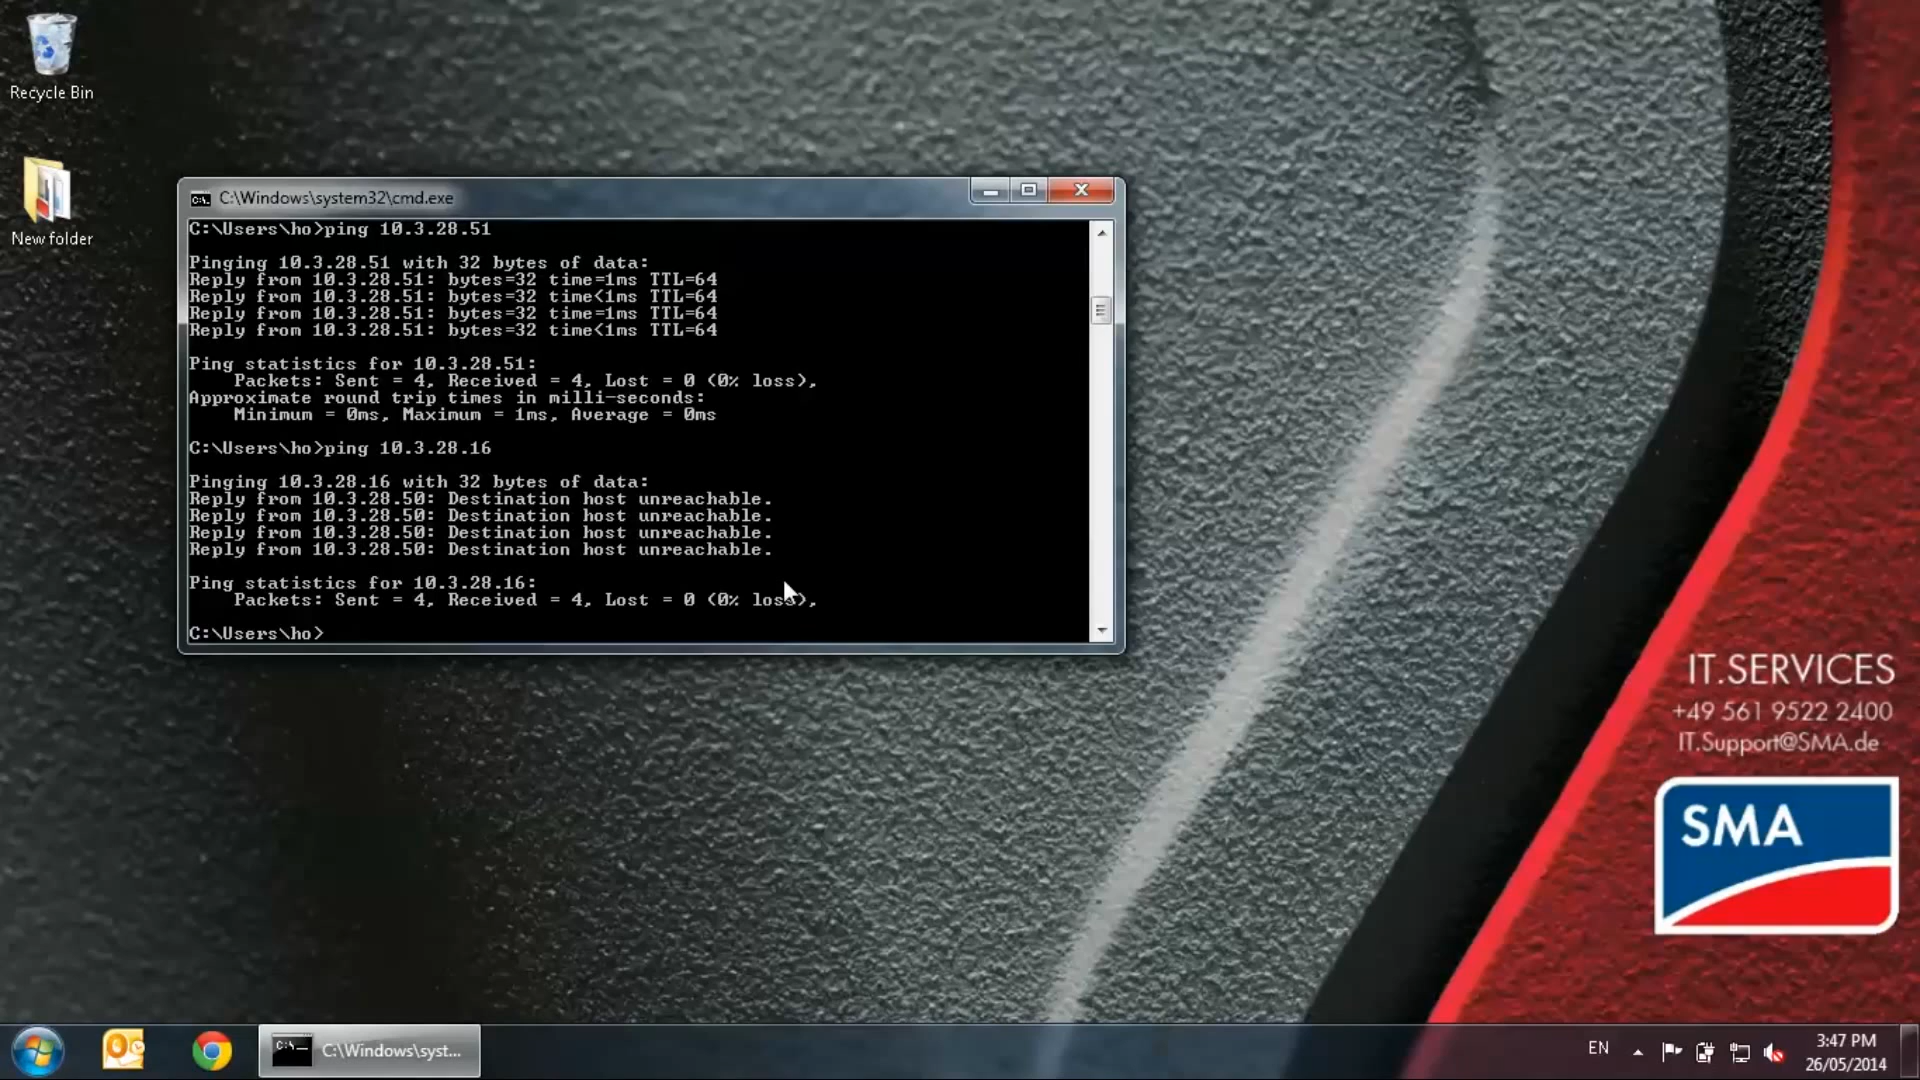 Recycle Bin
New folder
C:\Windows\system32\cmd.exe
C:\Users\ho>ping 10.3.28.51
Pinging 10.3.28.51 with 32 bytes of data:
Reply from 10.3.28.51: bytes=32 time=1ms TTL=64
Reply from 10.3.28.51: bytes=32 time<1ms TTL=64
Reply from 10.3.28.51: bytes=32 time=1ms TTL=64
Reply from 10.3.28.51: bytes=32 time<1ms TTL=64
Ping statistics for 10.3.28.51:
Packets: Sent = 4, Received = 4, Lost = 0 (0% loss),
Approximate round trip times in milli-seconds:
Minimum = 0ms, Maximum = 1ms, Average = 0ms
C:\Users\ho>ping 10.3.28.16
Pinging 10.3.28.16 with 32 bytes of data:
Reply from 10.3.28.50: Destination host unreachable.
Reply from 10.3.28.50: Destination host unreachable.
Reply from 10.3.28.50: Destination host unreachable.
Reply from 10.3.28.50: Destination host unreachable.
Ping statistics for 10.3.28.16:
Packets: Sent = 4, Received = 4, Lost = 0 (0% loss),
C:\Users\ho>
IT.SERVICES
+49 561 9522 2400
IT.Support@SMA.de
SMA
C:\Windows\syst...
EN
3:47 PM
26/05/2014